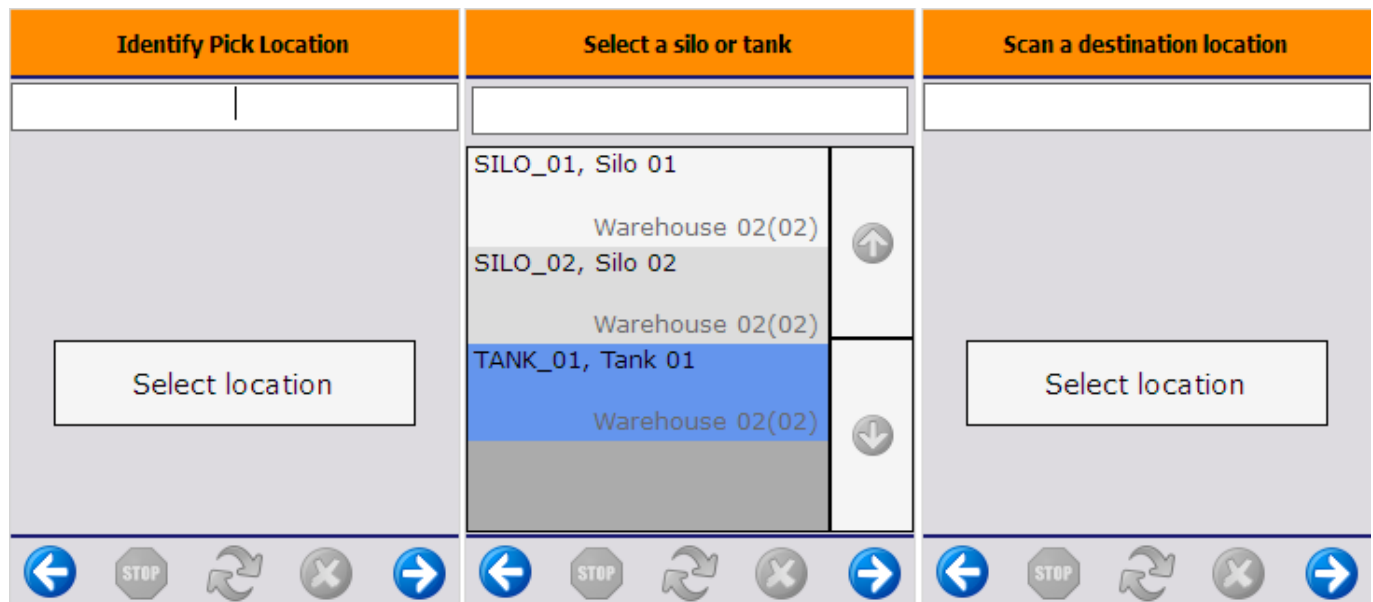 Identify Pick Location
Select location
STOP
Select a silo or tank
SILO_01, Silo 01
Warehouse 02(02)
SILO_02, Silo 02
Warehouse 02(02)
TANK_01, Tank 01
Warehouse 02(02)
STOP
Scan a destination location
Select location
STOP